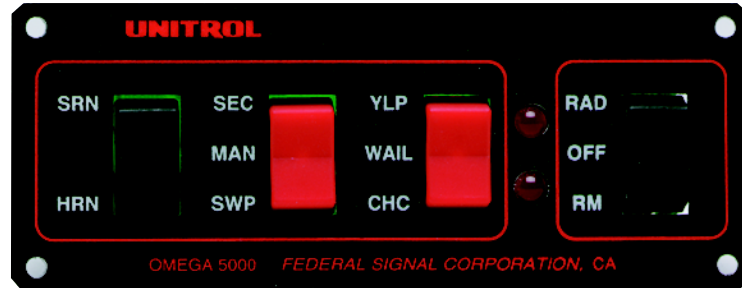 UNITROL
SRN SEC YLP RAD
MAN WAIL OFF
HRN SWP CHC RM
OMEGA 5000 FEDERAL SIGNAL CORPORATION, CA